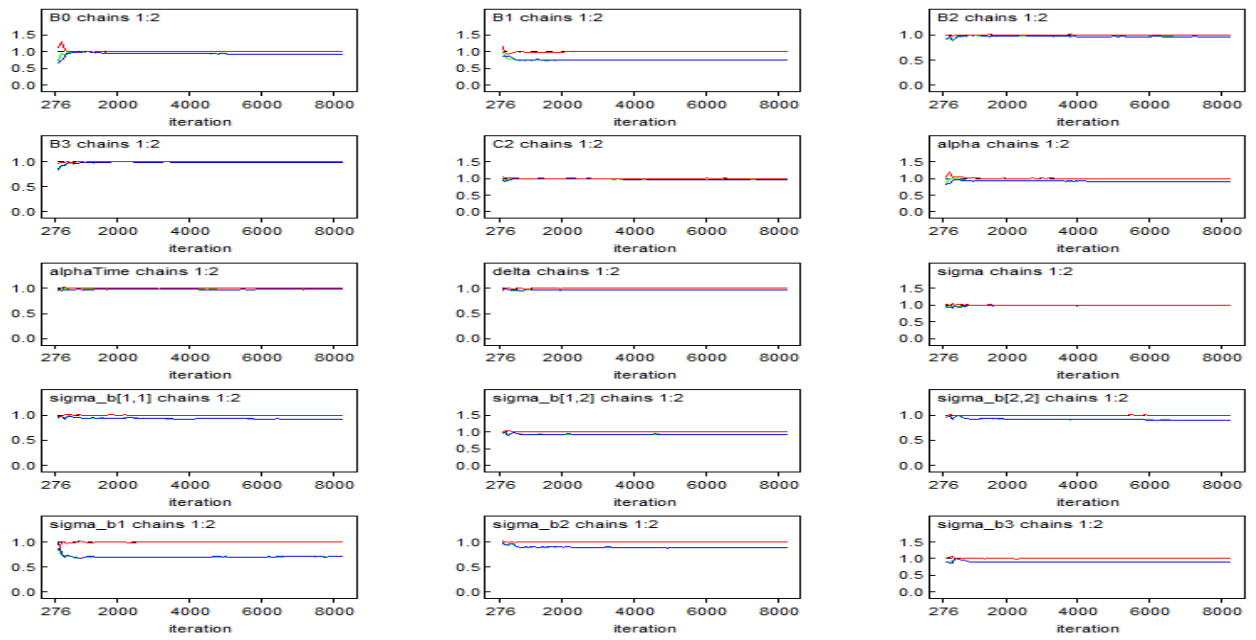 B0 chains 1:2
1.5
1.0
0.5
0.0
276 2000 4000 6000 8000
iteration
B1 chains 1:2
1.5
1.0
0.5
0.0
276 2000 4000 6000 8000
iteration
B2 chains 1:2
1.0
0.5
0.0
276 2000 4000 6000 8000
iteration
B3 chains 1:2
1.0
0.5
0.0
276 2000 4000 6000 8000
iteration
C2 chains 1:2
1.5
1.0
0.5
0.0
276 2000 4000 6000 8000
iteration
alpha chains 1:2
1.5
1.0
0.5
0.0
276 2000 4000 6000 8000
iteration
alphaTime chains 1:2
1.0
0.5
0.0
276 2000 4000 6000 8000
iteration
delta chains 1:2
1.0
0.5
0.0
276 2000 4000 6000 8000
iteration
sigma chains 1:2
1.5
1.0
0.5
0.0
276 2000 4000 6000 8000
iteration
sigma_b[1,1] chains 1:2
1.0
0.5
0.0
276 2000 4000 6000 8000
iteration
sigma_b[1,2] chains 1:2
1.5
1.0
0.5
0.0
276 2000 4000 6000 8000
iteration
sigma_b[2,2] chains 1:2
1.0
0.5
0.0
276 2000 4000 6000 8000
iteration
sigma_b1 chains 1:2
1.0
0.5
0.0
276 2000 4000 6000 8000
iteration
sigma_b2 chains 1:2
1.0
0.5
0.0
276 2000 4000 6000 8000
iteration
sigma_b3 chains 1:2
1.5
1.0
0.5
0.0
276 2000 4000 6000 8000
iteration